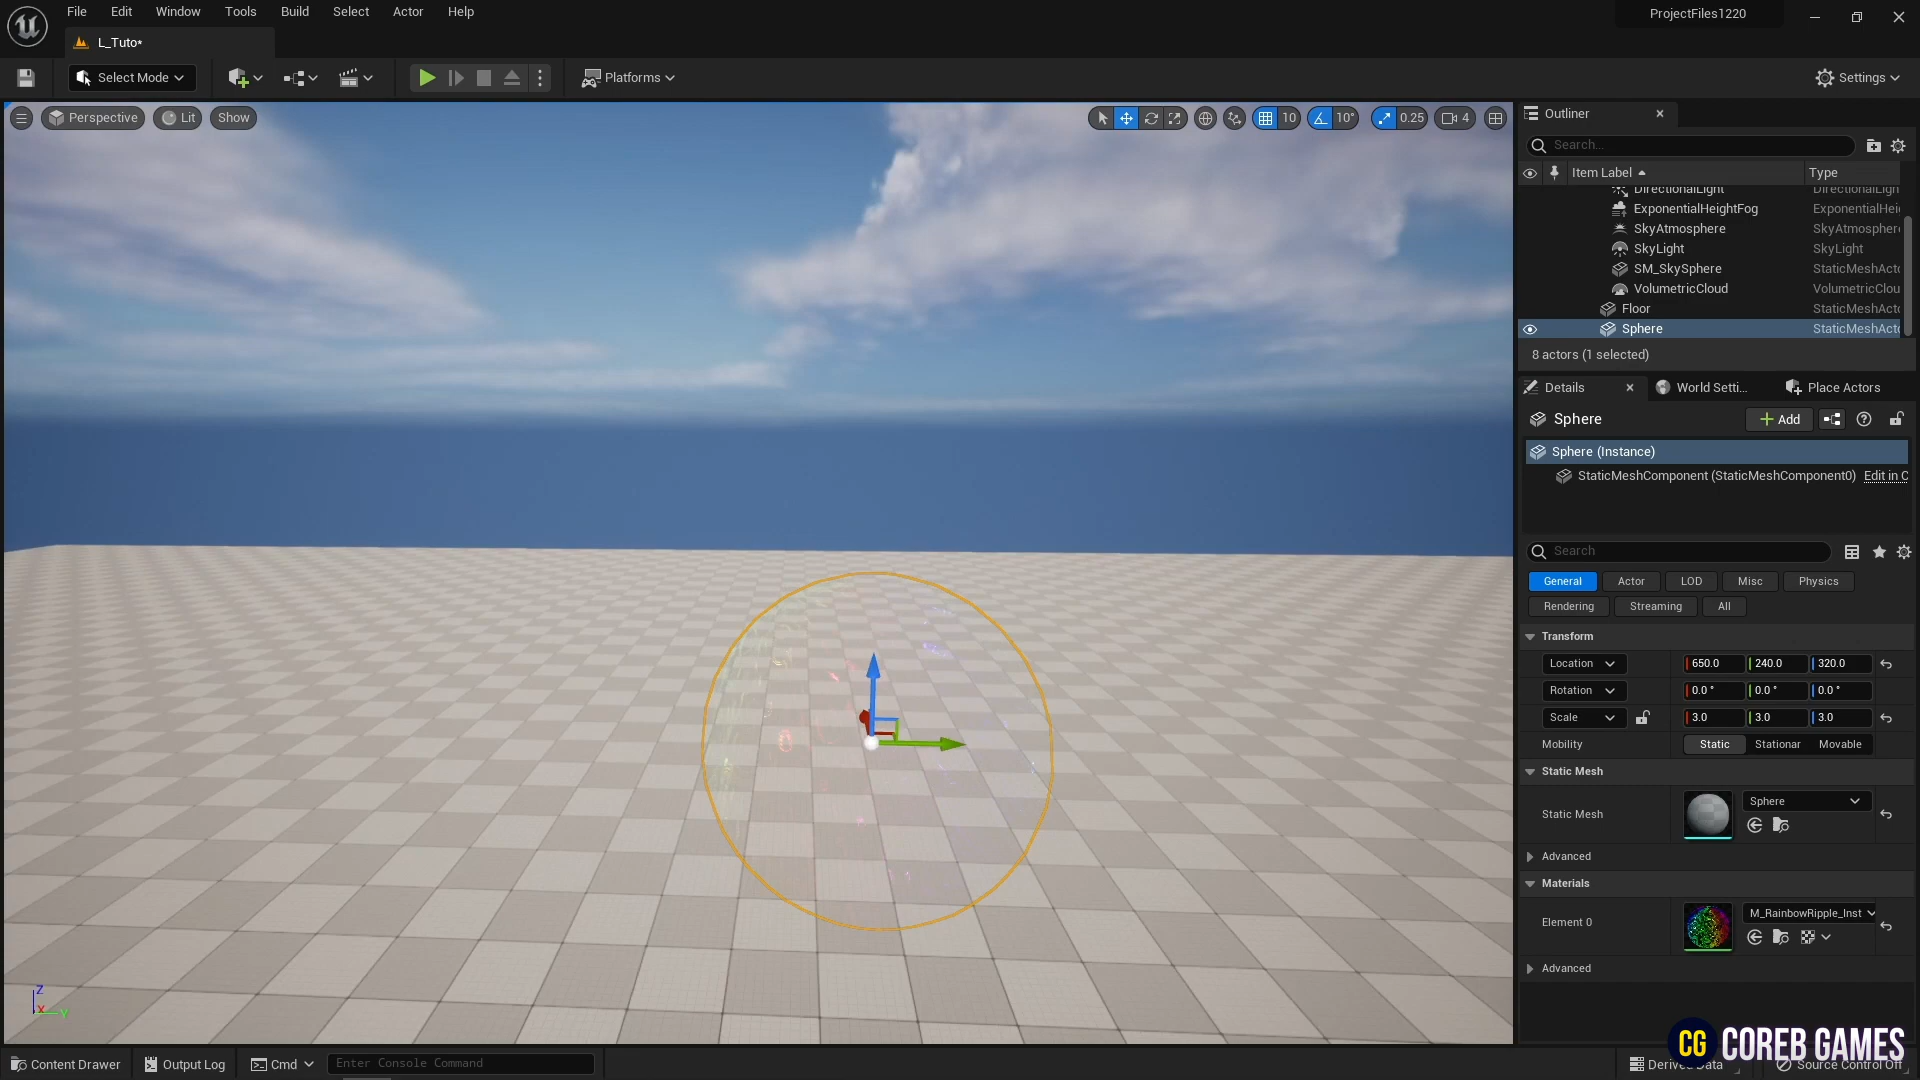 File Edit Window Tools Build Select Actor Help
ProjectFiles1220
L_Tuto*
Select Mode
Platforms
Settings
Perspective Lit Show
10 10° 0.25 4
Outliner
Search...
Item Label Type
DirectionalLight DirectionalLigh
ExponentialHeightFog ExponentialHei
SkyAtmosphere SkyAtmosphere
SkyLight SkyLight
SM_SkySphere StaticMeshActo
VolumetricCloud VolumetricClou
Floor StaticMeshActo
Sphere StaticMeshActo
8 actors (1 selected)
Details World Setti... Place Actors
Sphere Add
Sphere (Instance)
StaticMeshComponent (StaticMeshComponent0) Edit in C
Search
General Actor LOD Misc Physics
Rendering Streaming All
Transform
Location 650.0 240.0 320.0
Rotation 0.0 ° 0.0 ° 0.0 °
Scale 3.0 3.0 3.0
Mobility Static Stationar Movable
Static Mesh
Static Mesh Sphere
Advanced
Materials
Element 0 M_RainbowRipple_Inst
Advanced
Z
X Y
CG COREB GAMES
Content Drawer Output Log Cmd Enter Console Command Derived Data Source Control Off